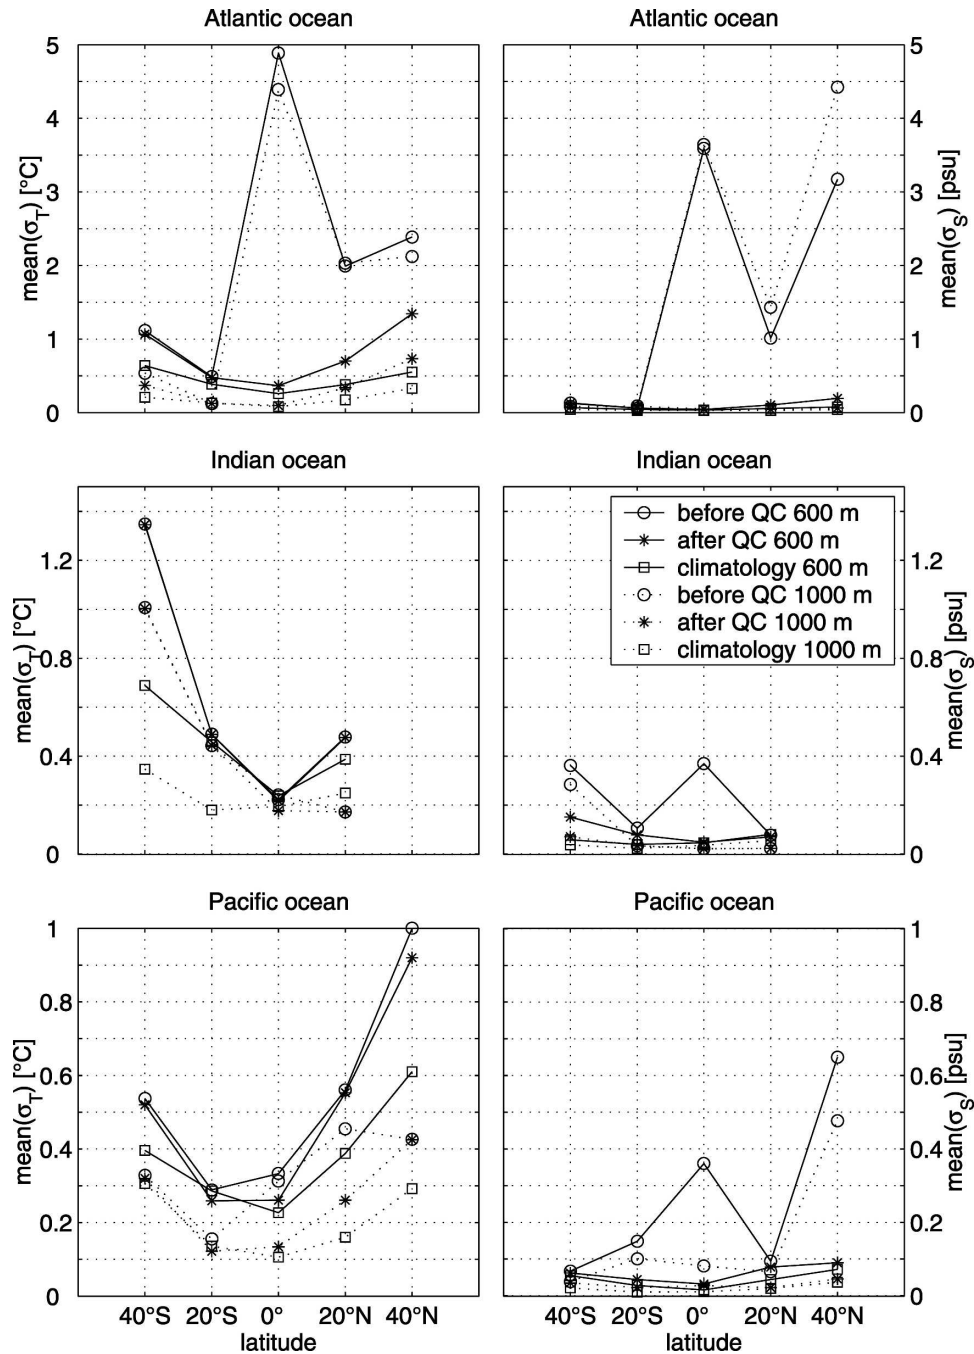 Atlantic ocean
Atlantic ocean
5
4
3
2
1
0
mean(σT) [°C]
5
4
3
2
1
0
mean(σS) [psu]
Indian ocean
Indian ocean
1.2
0.8
0.4
0
mean(σT) [°C]
before QC 600 m
after QC 600 m
climatology 600 m
before QC 1000 m
after QC 1000 m
climatology 1000 m
1.2
0.8
0.4
0
mean(σS) [psu]
Pacific ocean
Pacific ocean
1
0.8
0.6
0.4
0.2
0
mean(σT) [°C]
1
0.8
0.6
0.4
0.2
0
mean(σS) [psu]
40°S 20°S 0° 20°N 40°N
latitude
40°S 20°S 0° 20°N 40°N
latitude